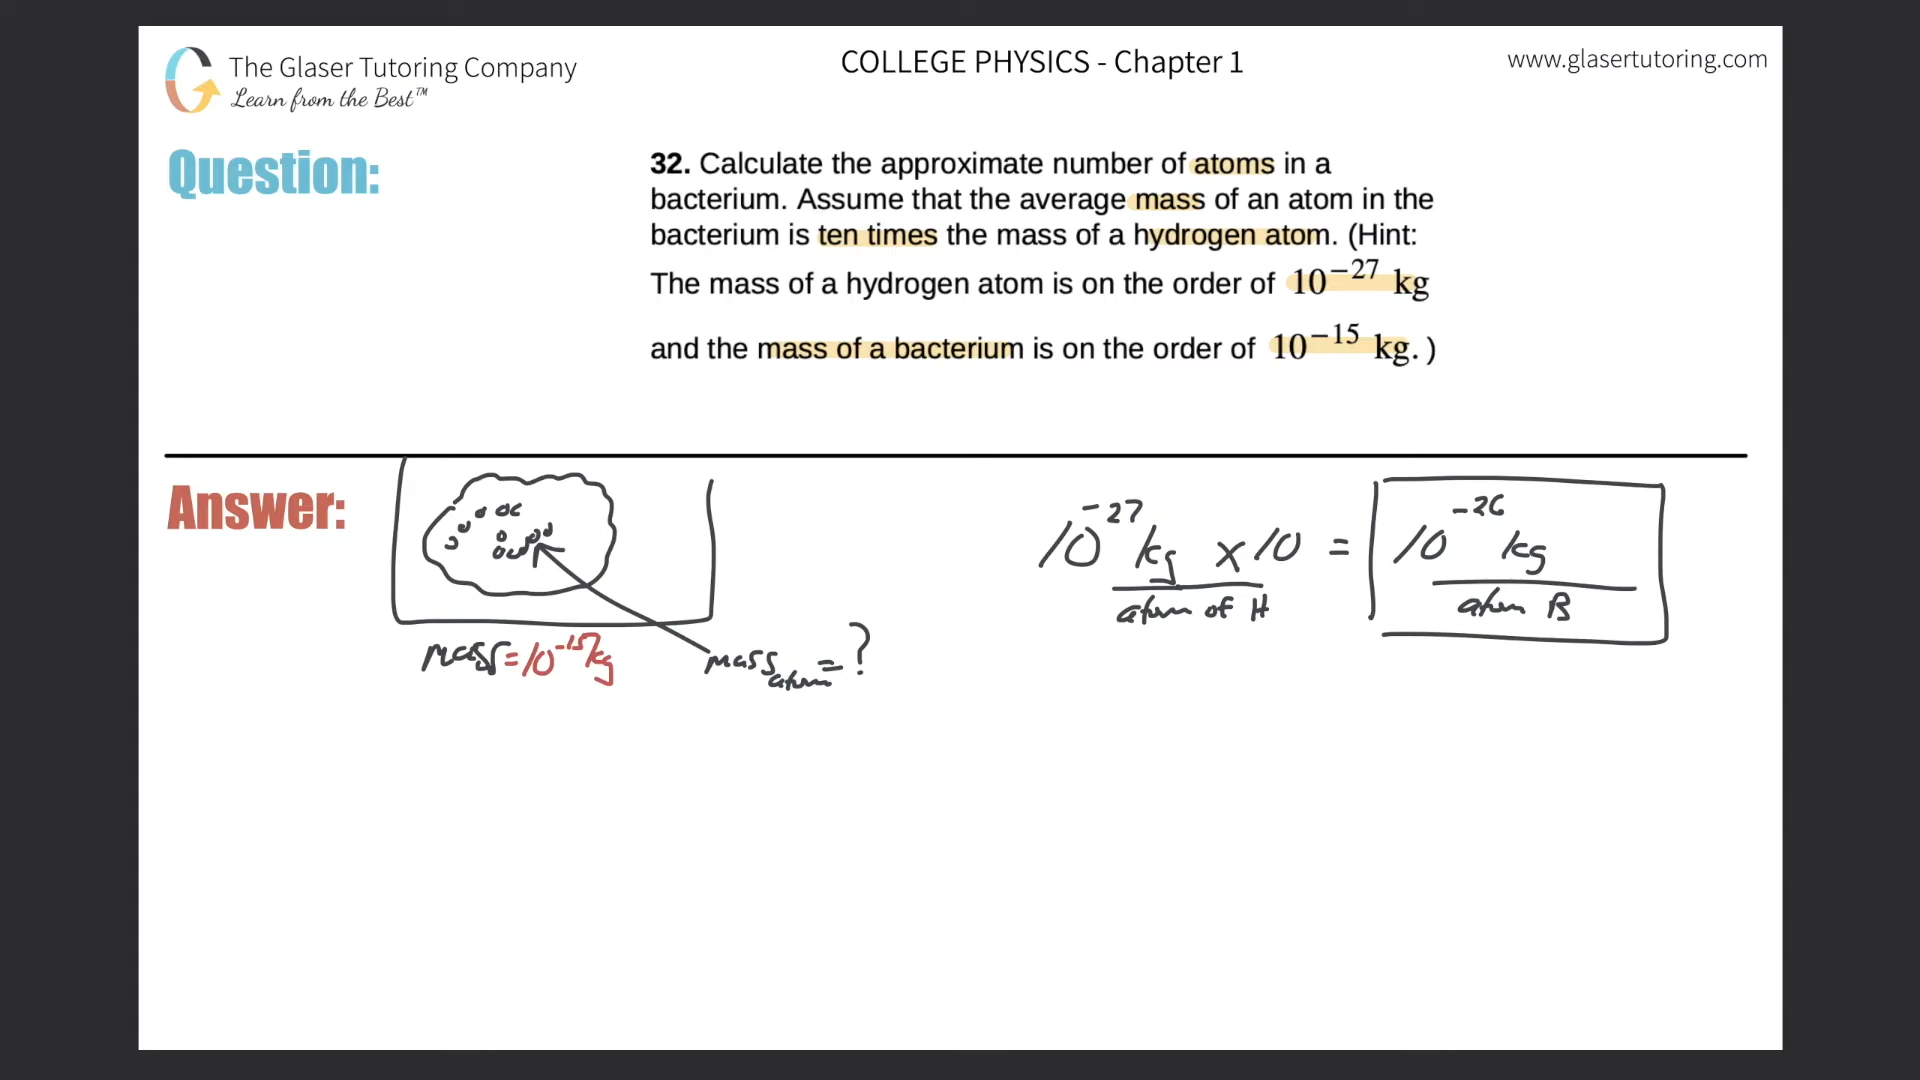 The Glaser Tutoring Company
Learn from the Best™
COLLEGE PHYSICS - Chapter 1
www.glasertutoring.com
Question:
32. Calculate the approximate number of atoms in a
bacterium. Assume that the average mass of an atom in the
bacterium is ten times the mass of a hydrogen atom. (Hint:
The mass of a hydrogen atom is on the order of 10⁻²⁷ kg
and the mass of a bacterium is on the order of 10⁻¹⁵ kg. )
Answer:
mass = 10⁻¹⁵ kg
mass atom = ?
10⁻²⁷ kg x 10 = 10⁻²⁶ kg
atom of H
atom B